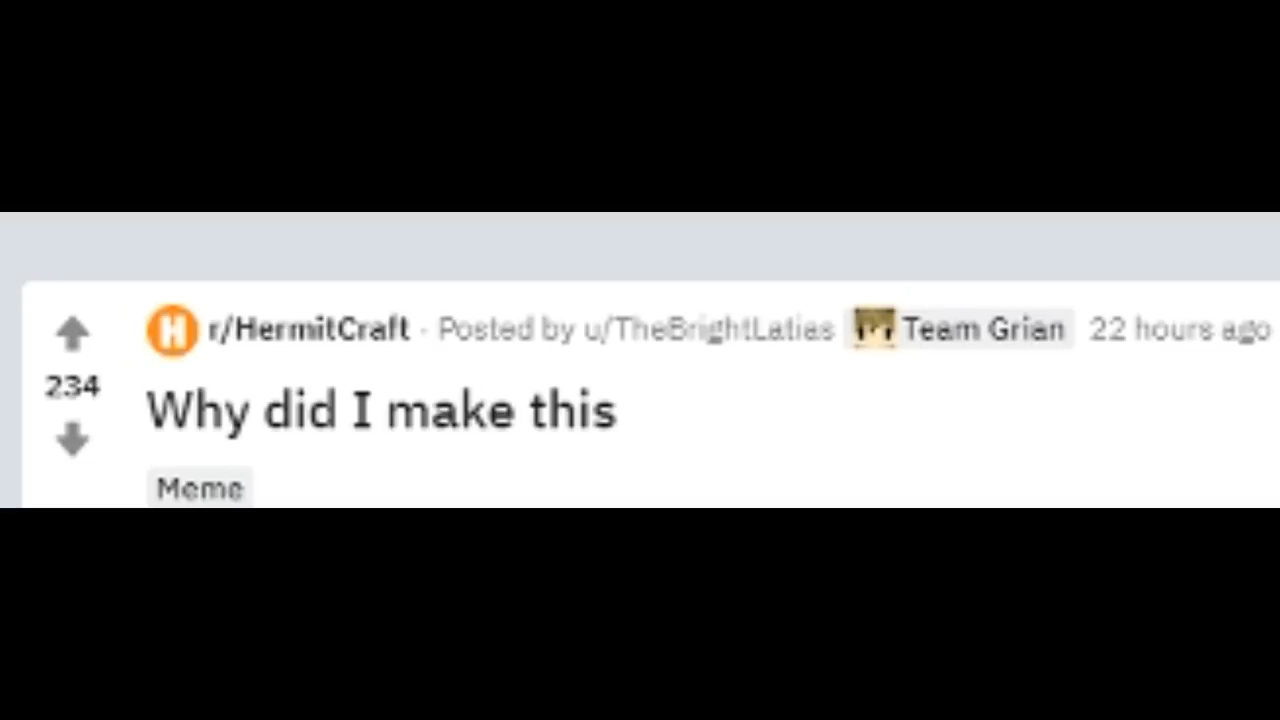 H r/HermitCraft · Posted by u/TheBrightLatias Team Grian 22 hours ago
234
Why did I make this
Meme